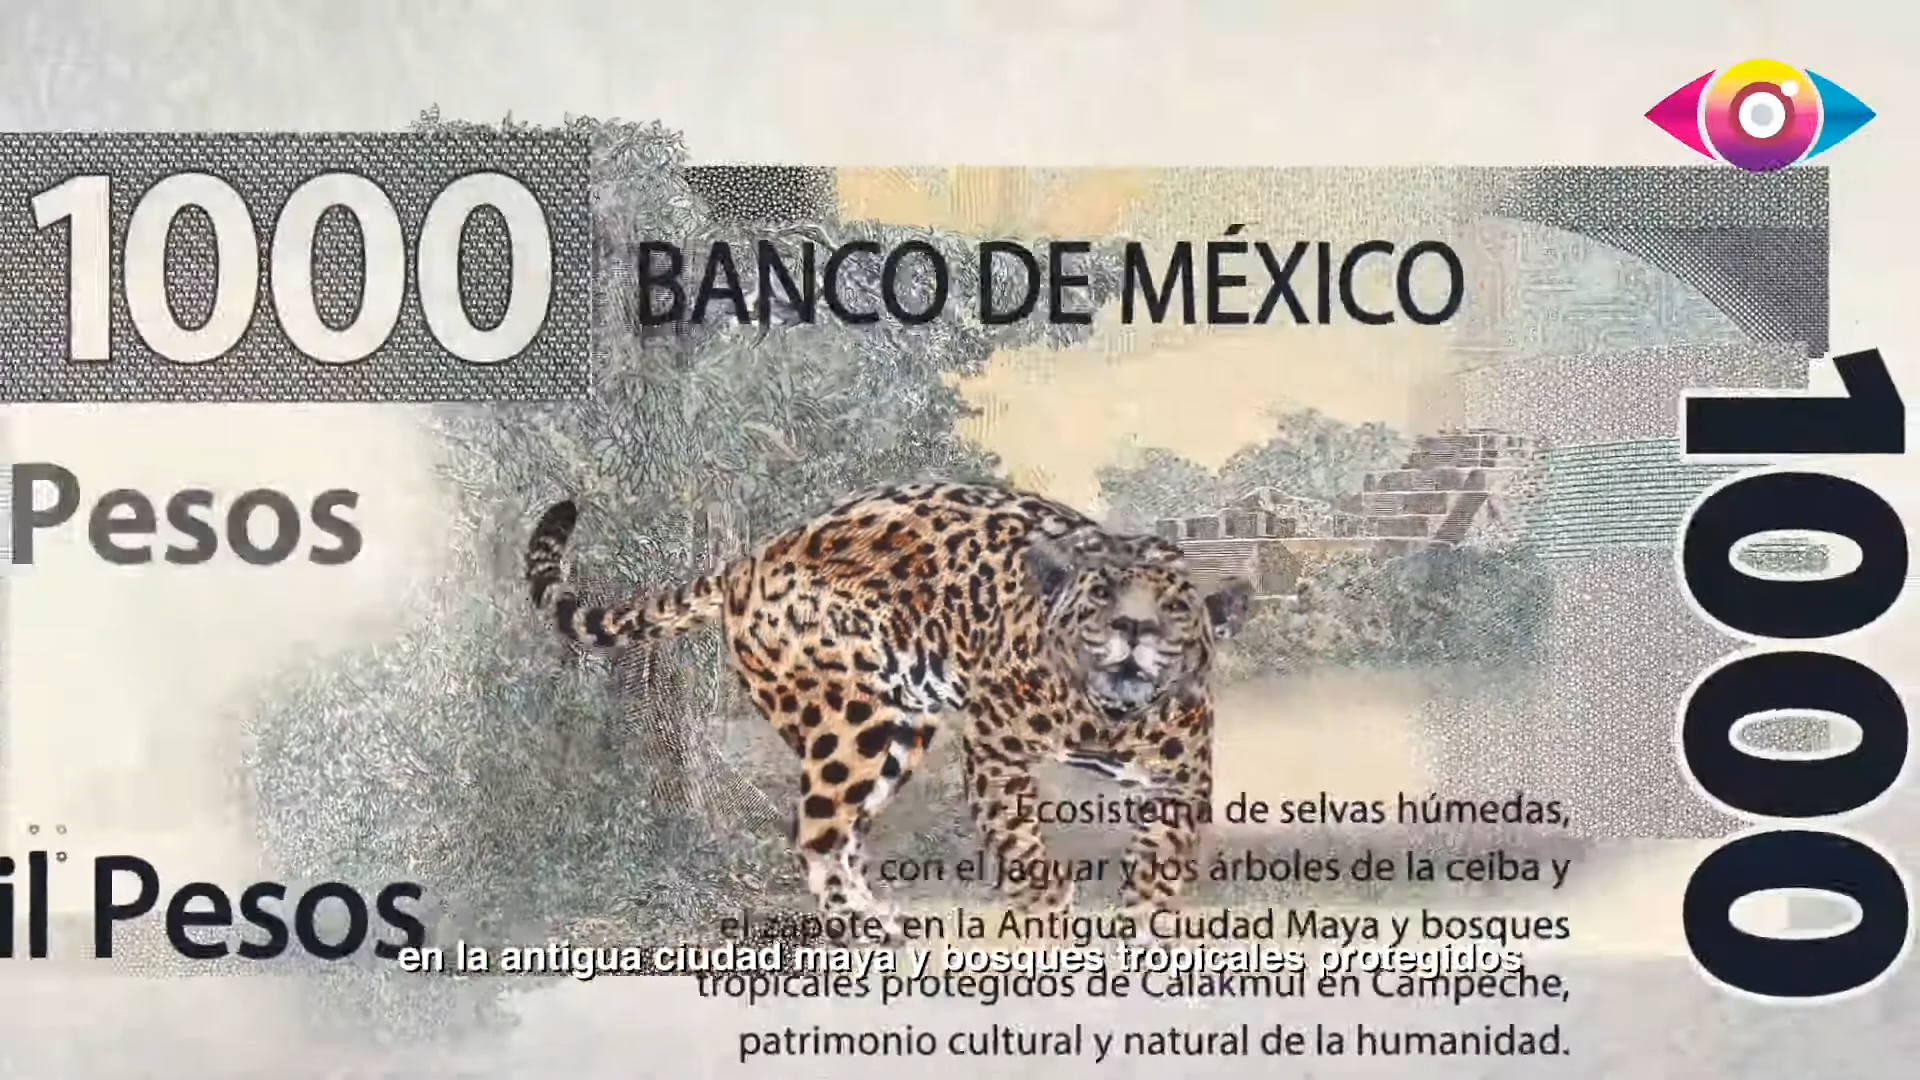 1000
BANCO DE MÉXICO
1000
Pesos
il Pesos
Ecosistema de selvas húmedas,
con el jaguar y los árboles de la ceiba y
el zapote, en la Antigua Ciudad Maya y bosques
en la antigua ciudad maya y bosques tropicales protegidos
tropicales protegidos de Calakmul en Campeche,
patrimonio cultural y natural de la humanidad.